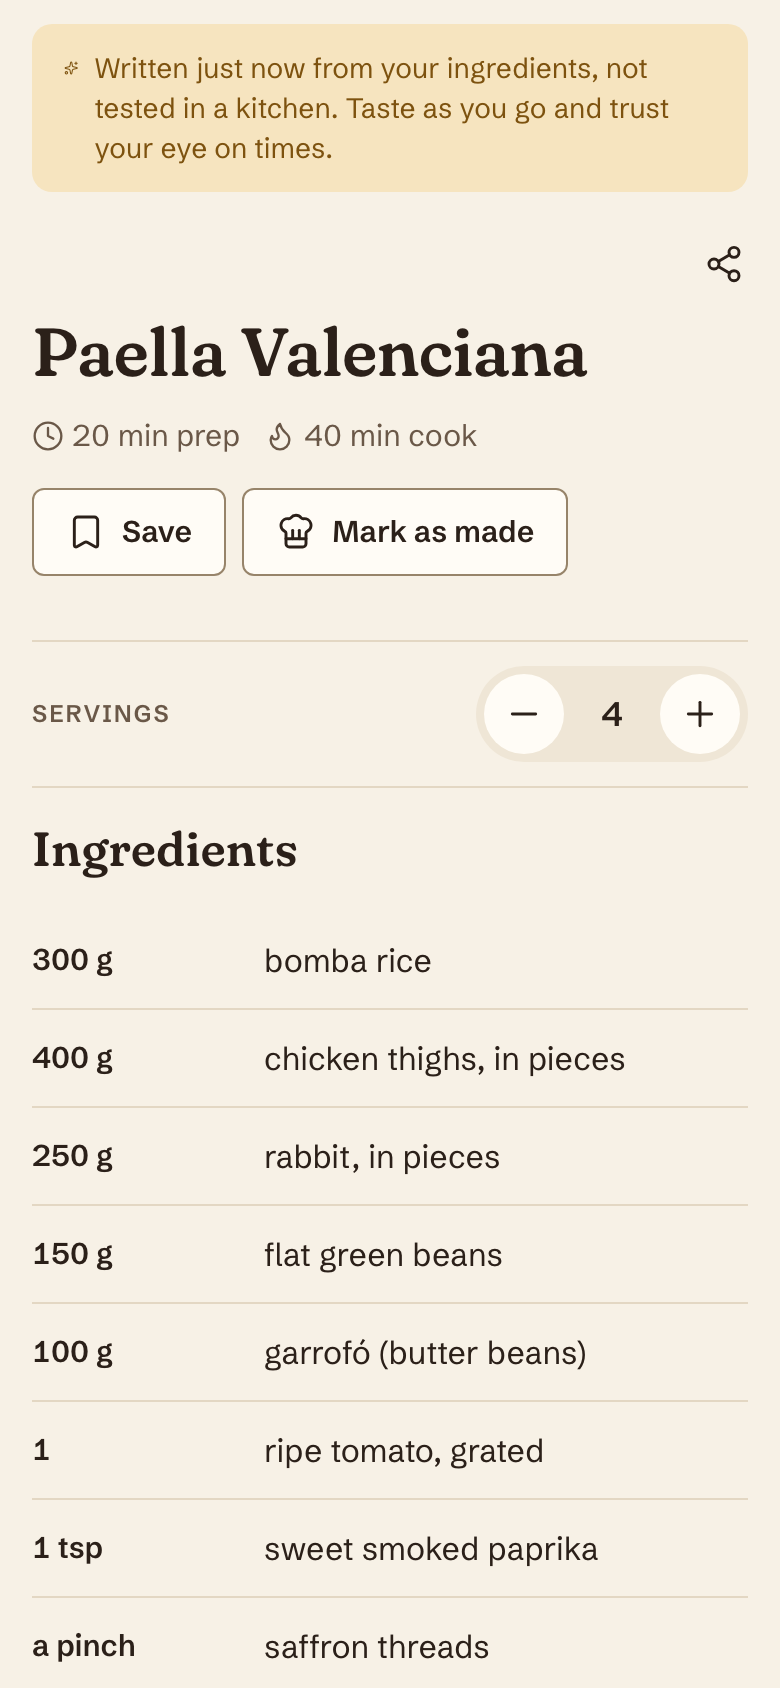 Written just now from your ingredients, not
tested in a kitchen. Taste as you go and trust
your eye on times.
Paella Valenciana
20 min prep 40 min cook
Save Mark as made
SERVINGS 4
Ingredients
300 g bomba rice
400 g chicken thighs, in pieces
250 g rabbit, in pieces
150 g flat green beans
100 g garrofó (butter beans)
1 ripe tomato, grated
1 tsp sweet smoked paprika
a pinch saffron threads